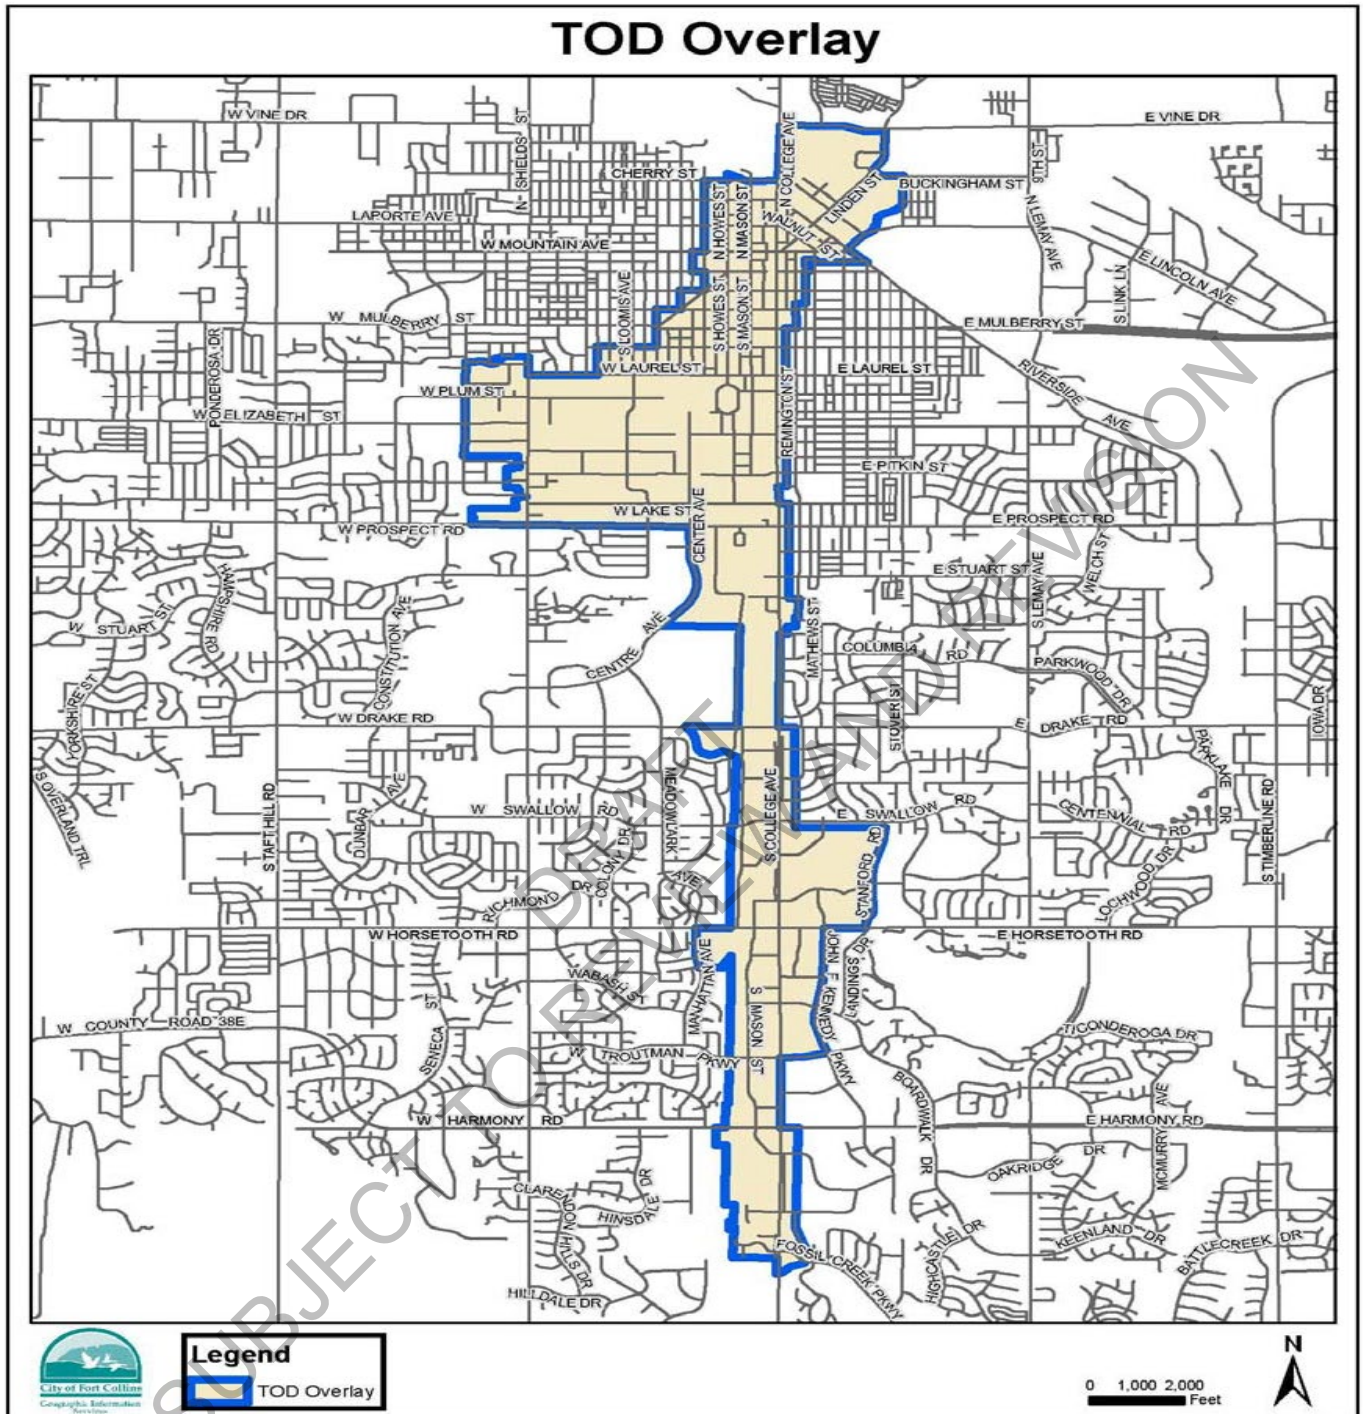 TOD Overlay
W VINE DR
E VINE DR
N SHIELDS ST
N COLLEGE AVE
9TH ST
CHERRY ST
BUCKINGHAM ST
LINDEN ST
LAPORTE AVE
N HOWES ST
N MASON ST
WALNUT ST
N LEMAY AVE
W MOUNTAIN AVE
E LINCOLN AVE
S LINK LN
S LOOMIS AVE
S HOWES ST
S MASON ST
W MULBERRY ST
E MULBERRY ST
PONDEROSA DR
W LAUREL ST
E LAUREL ST
RIVERSIDE AVE
W PLUM ST
REMINGTON ST
W ELIZABETH ST
E PITKIN ST
W LAKE ST
CENTER AVE
W PROSPECT RD
E PROSPECT RD
HAMPSHIRE RD
E STUART ST
S LEMAY AVE
WELCH ST
W STUART ST
CONSTITUTION AVE
CENTRE AVE
MATHEWS ST
COLUMBIA RD
PARKWOOD DR
YORKSHIRE ST
STOVER ST
IOWA DR
W DRAKE RD
E DRAKE RD
S OVERLAND TRL
S TAFT HILL RD
DUNBAR AVE
W SWALLOW RD
MEADOWLARK AVE
S COLLEGE AVE
E SWALLOW RD
CENTENNIAL RD
PARKLAKE DR
S TIMBERLINE RD
COLONY DR
RICHMOND DR
STANFORD RD
LOCHWOOD DR
W HORSETOOTH RD
E HORSETOOTH RD
MANHATTAN AVE
JOHN F KENNEDY PKWY
LANDINGS DR
WABASH ST
S MASON ST
W COUNTY ROAD 38E
SENECA ST
TICONDEROGA DR
W TROUTMAN PKWY
BOARDWALK DR
MCMURRY AVE
W HARMONY RD
E HARMONY RD
OAKRIDGE DR
CLARENDON HILLS DR
HINSDALE DR
FOSSIL CREEK PKWY
HIGHCASTLE DR
KEENLAND DR
BATTLECREEK DR
HILLDALE DR
DRAFT
SUBJECT TO REVIEW AND REVISION
City of Fort Collins
Geographic Information
Services
Legend
TOD Overlay
0 1,000 2,000
Feet
N